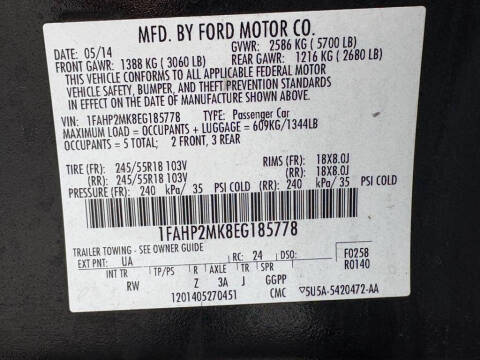 MFD. BY FORD MOTOR CO.
DATE: 05/14 GVWR: 2586 KG ( 5700 LB)
FRONT GAWR: 1388 KG ( 3060 LB) REAR GAWR: 1216 KG ( 2680 LB)
THIS VEHICLE CONFORMS TO ALL APPLICABLE FEDERAL MOTOR
VEHICLE SAFETY, BUMPER, AND THEFT PREVENTION STANDARDS
IN EFFECT ON THE DATE OF MANUFACTURE SHOWN ABOVE.
VIN: 1FAHP2MK8EG185778 TYPE: Passenger Car
MAXIMUM LOAD = OCCUPANTS + LUGGAGE = 609KG/1344LB
OCCUPANTS = 5 TOTAL; 2 FRONT, 3 REAR
TIRE (FR): 245/55R18 103V RIMS (FR): 18X8.0J
(RR): 245/55R18 103V (RR): 18X8.0J
PRESSURE (FR): 240 kPa/ 35 PSI COLD (RR): 240 kPa/ 35 PSI COLD
1FAHP2MK8EG185778
TRAILER TOWING - SEE OWNER GUIDE
EXT PNT: UA RC: 24 DSO: F0258
R0140
INT TR TP/PS R AXLE TR SPR
RW Z 3A J GGPP
1201405270451 CMC 5U5A-5420472-AA